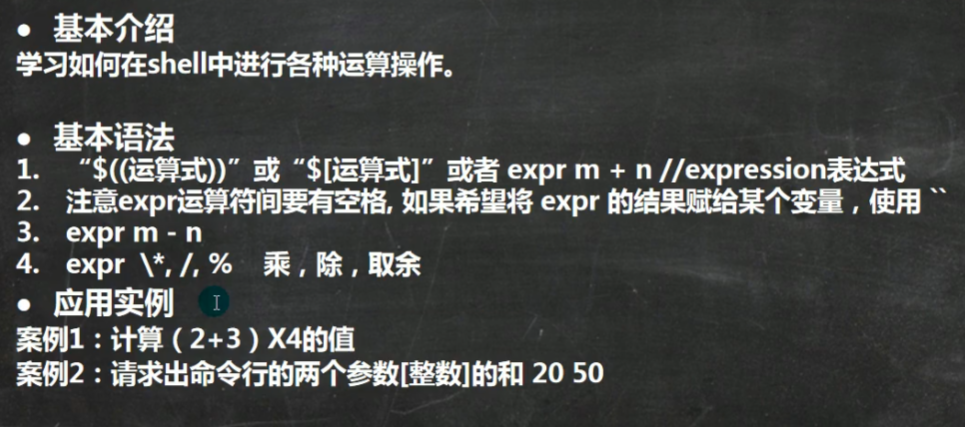 ● 基本介绍
学习如何在shell中进行各种运算操作。
● 基本语法
1. “$((运算式))”或“$[运算式]”或者 expr m + n //expression表达式
2. 注意expr运算符间要有空格, 如果希望将 expr 的结果赋给某个变量，使用 ``
3. expr m - n
4. expr \*, /, % 乘，除，取余
● 应用实例
案例1：计算（2+3）X4的值
案例2：请求出命令行的两个参数[整数]的和 20 50